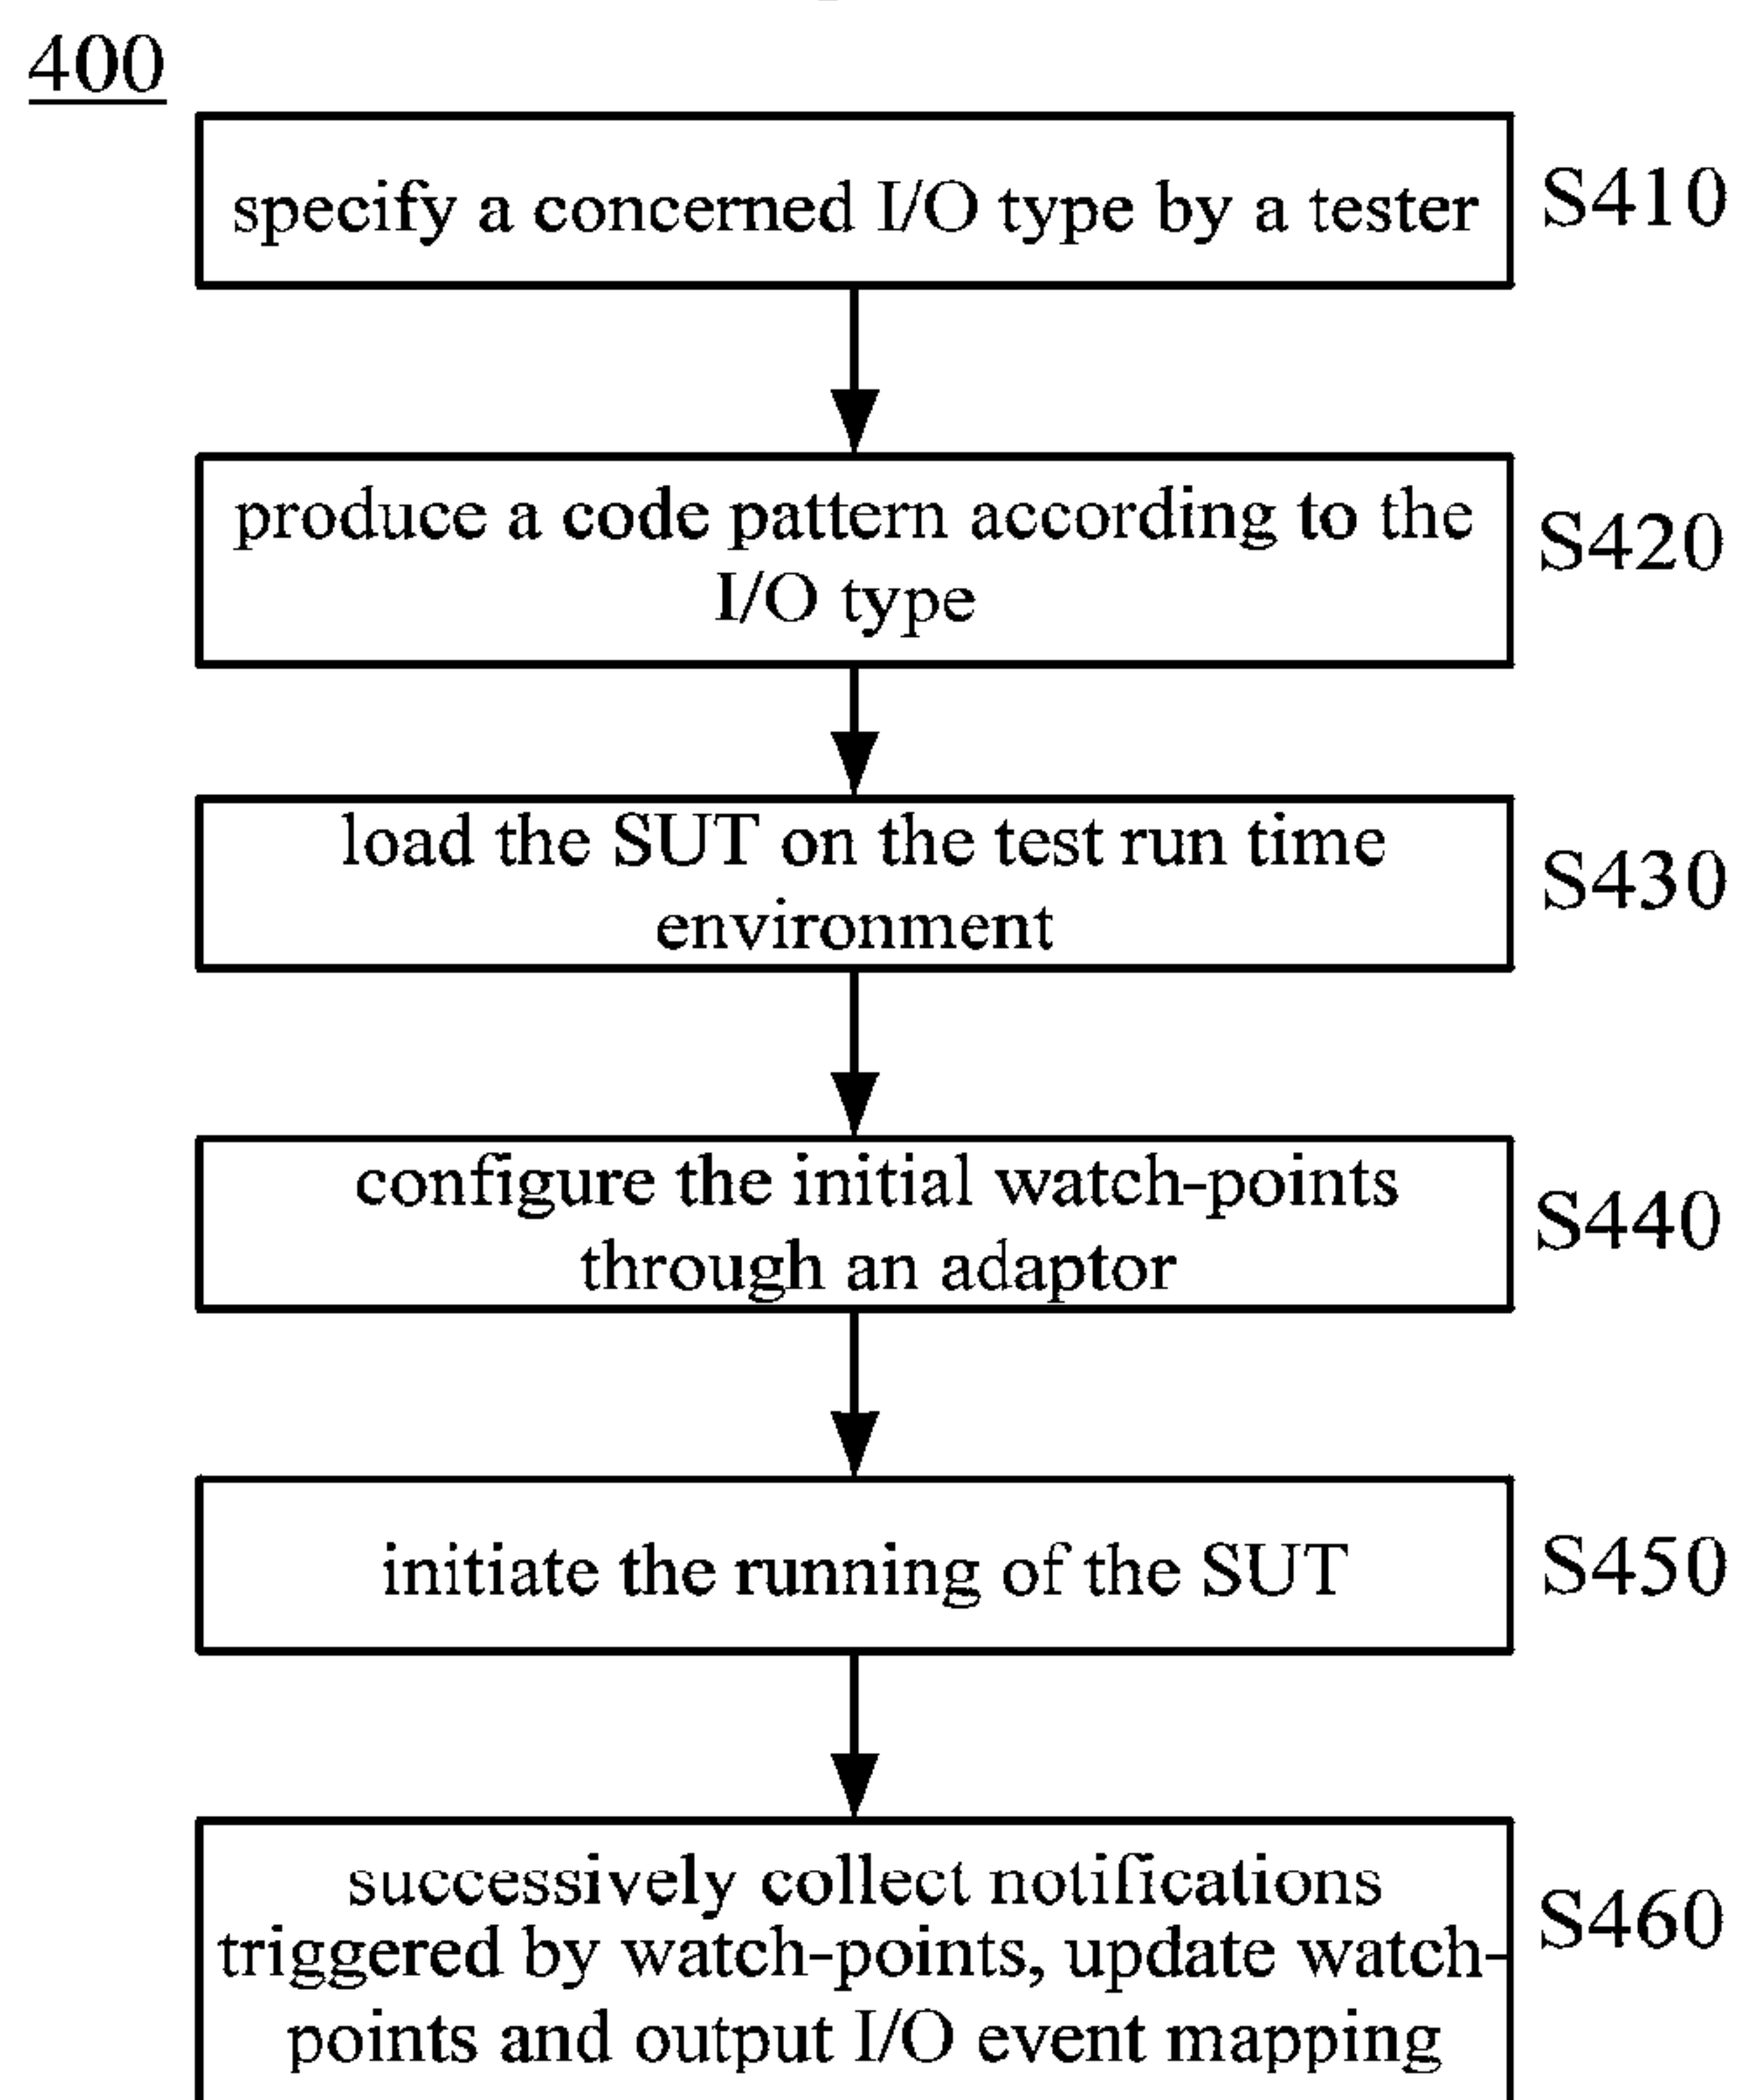 400
specify a concerned I/O type by a tester
S410
produce a code pattern according to the
I/O type
S420
load the SUT on the test run time
environment
S430
configure the initial watch-points
through an adaptor
S440
initiate the running of the SUT
S450
successively collect notifications
triggered by watch-points, update watch-
points and output I/O event mapping
S460